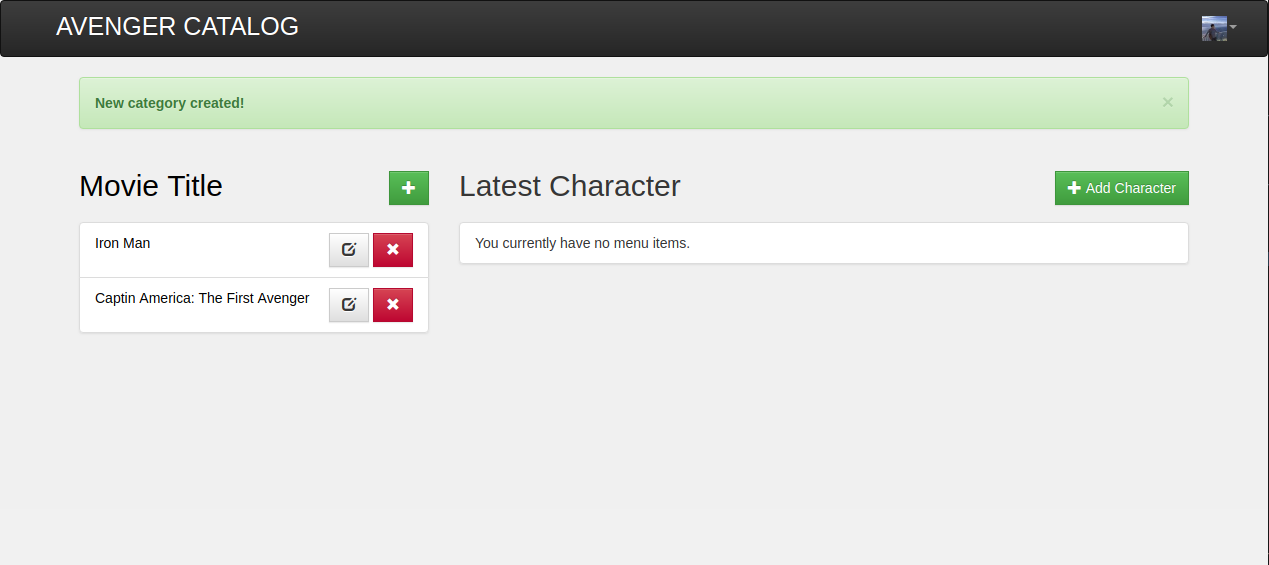 AVENGER CATALOG
New category created!
×
Movie Title
Latest Character
Add Character
Iron Man
You currently have no menu items.
Captin America: The First Avenger